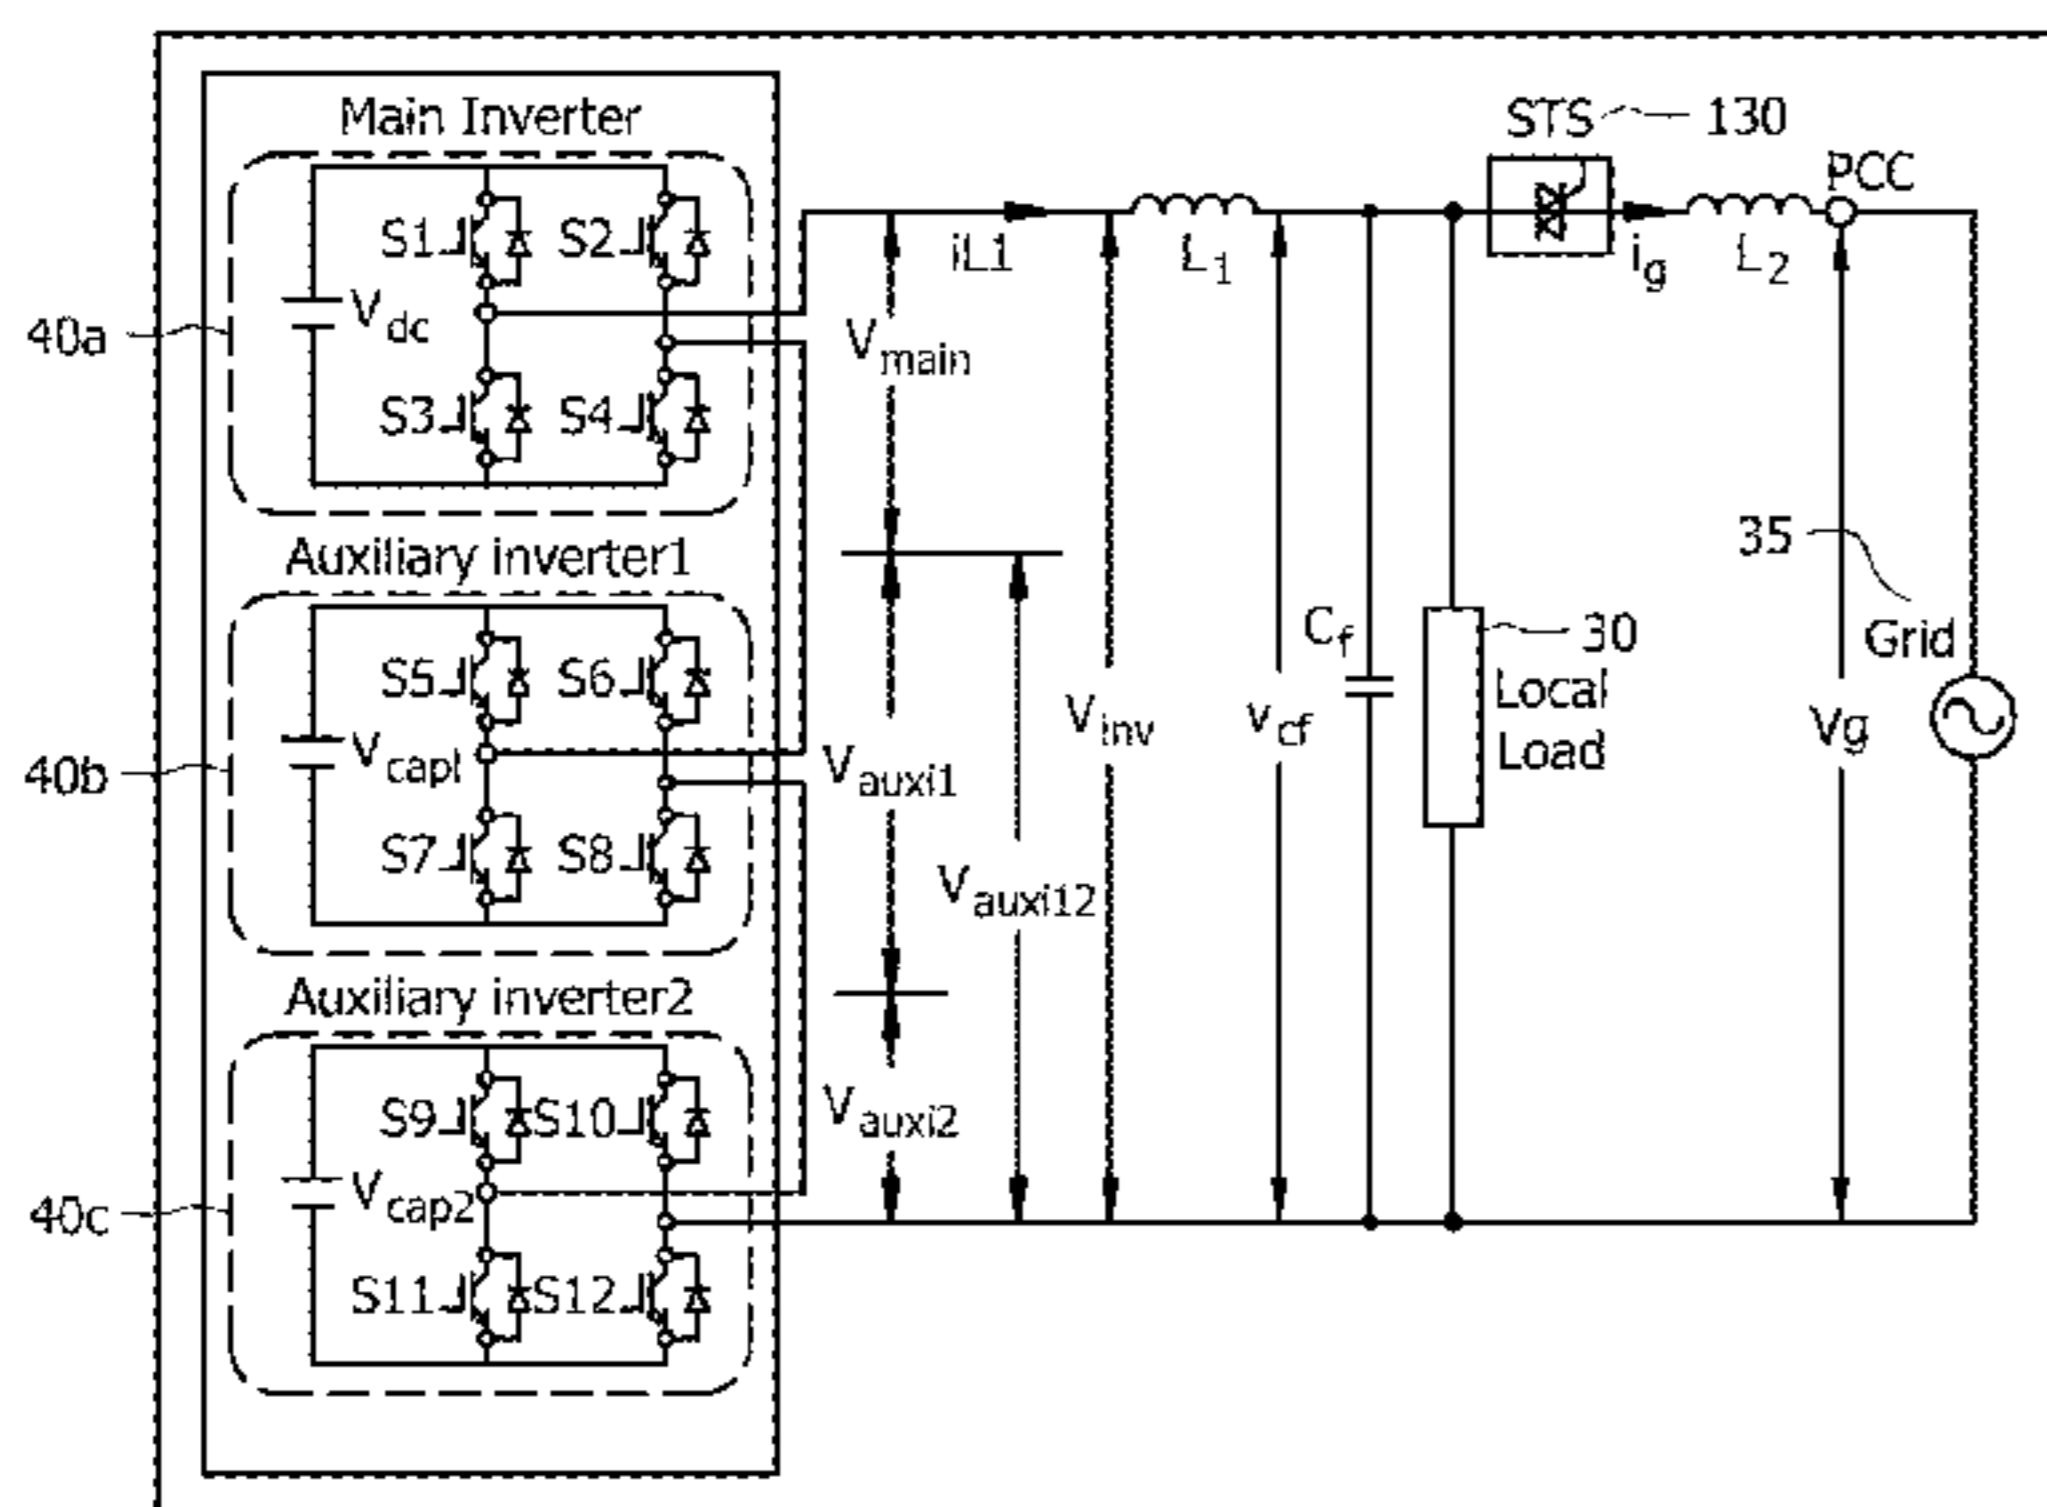 Main Inverter
STS 130
PCC
S1 S2
iL1 L1 ig L2
Vdc
40a
Vmain
S3 S4
35
Auxiliary inverter1
Cf 30
Grid
S5 S6
Local
Load
Vcap1
40b
Vauxi1
Vinv vcf Vg
S7 S8
Vauxi12
Auxiliary inverter2
S9 S10
Vauxi2
Vcap2
40c
S11 S12